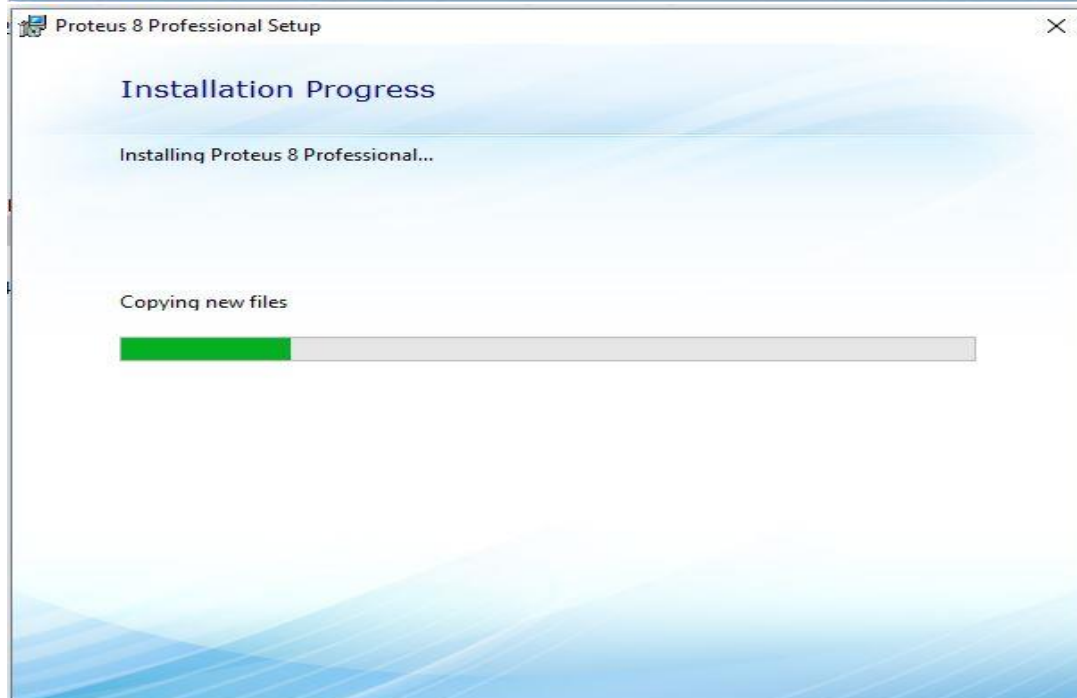 Proteus 8 Professional Setup
Installation Progress
Installing Proteus 8 Professional...
Copying new files